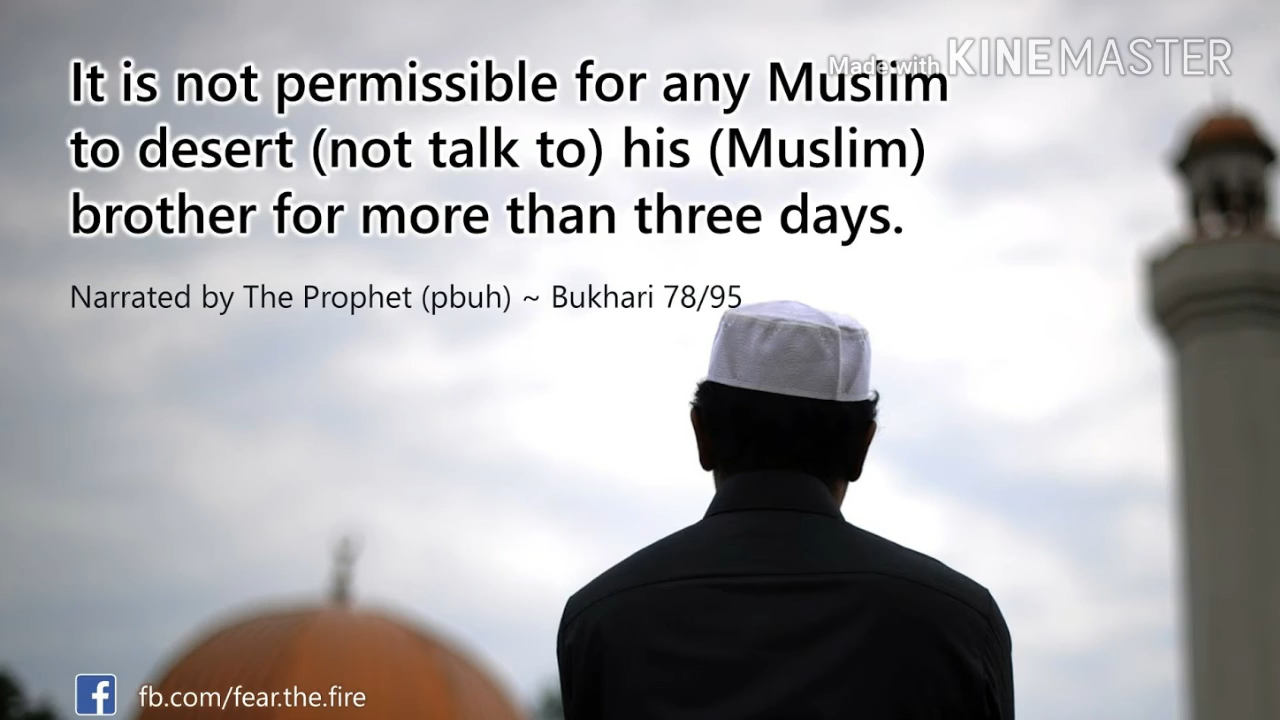 Made with KINEMASTER
It is not permissible for any Muslim
to desert (not talk to) his (Muslim)
brother for more than three days.
Narrated by The Prophet (pbuh) ~ Bukhari 78/95
fb.com/fear.the.fire